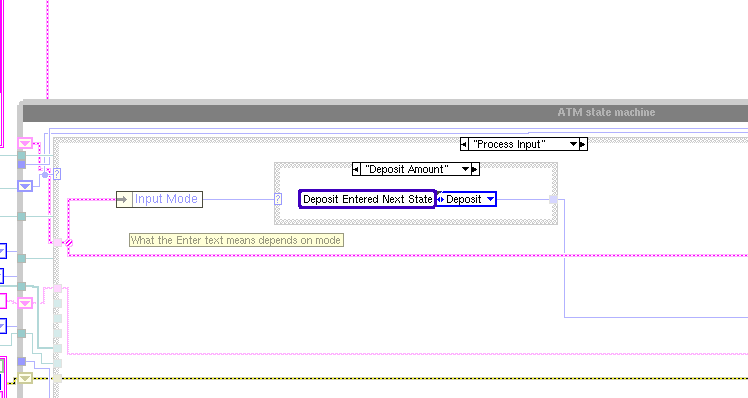 ATM state machine
"Process Input"
"Deposit Amount"
?
Input Mode
?
Deposit Entered Next State
Deposit
What the Enter text means depends on mode